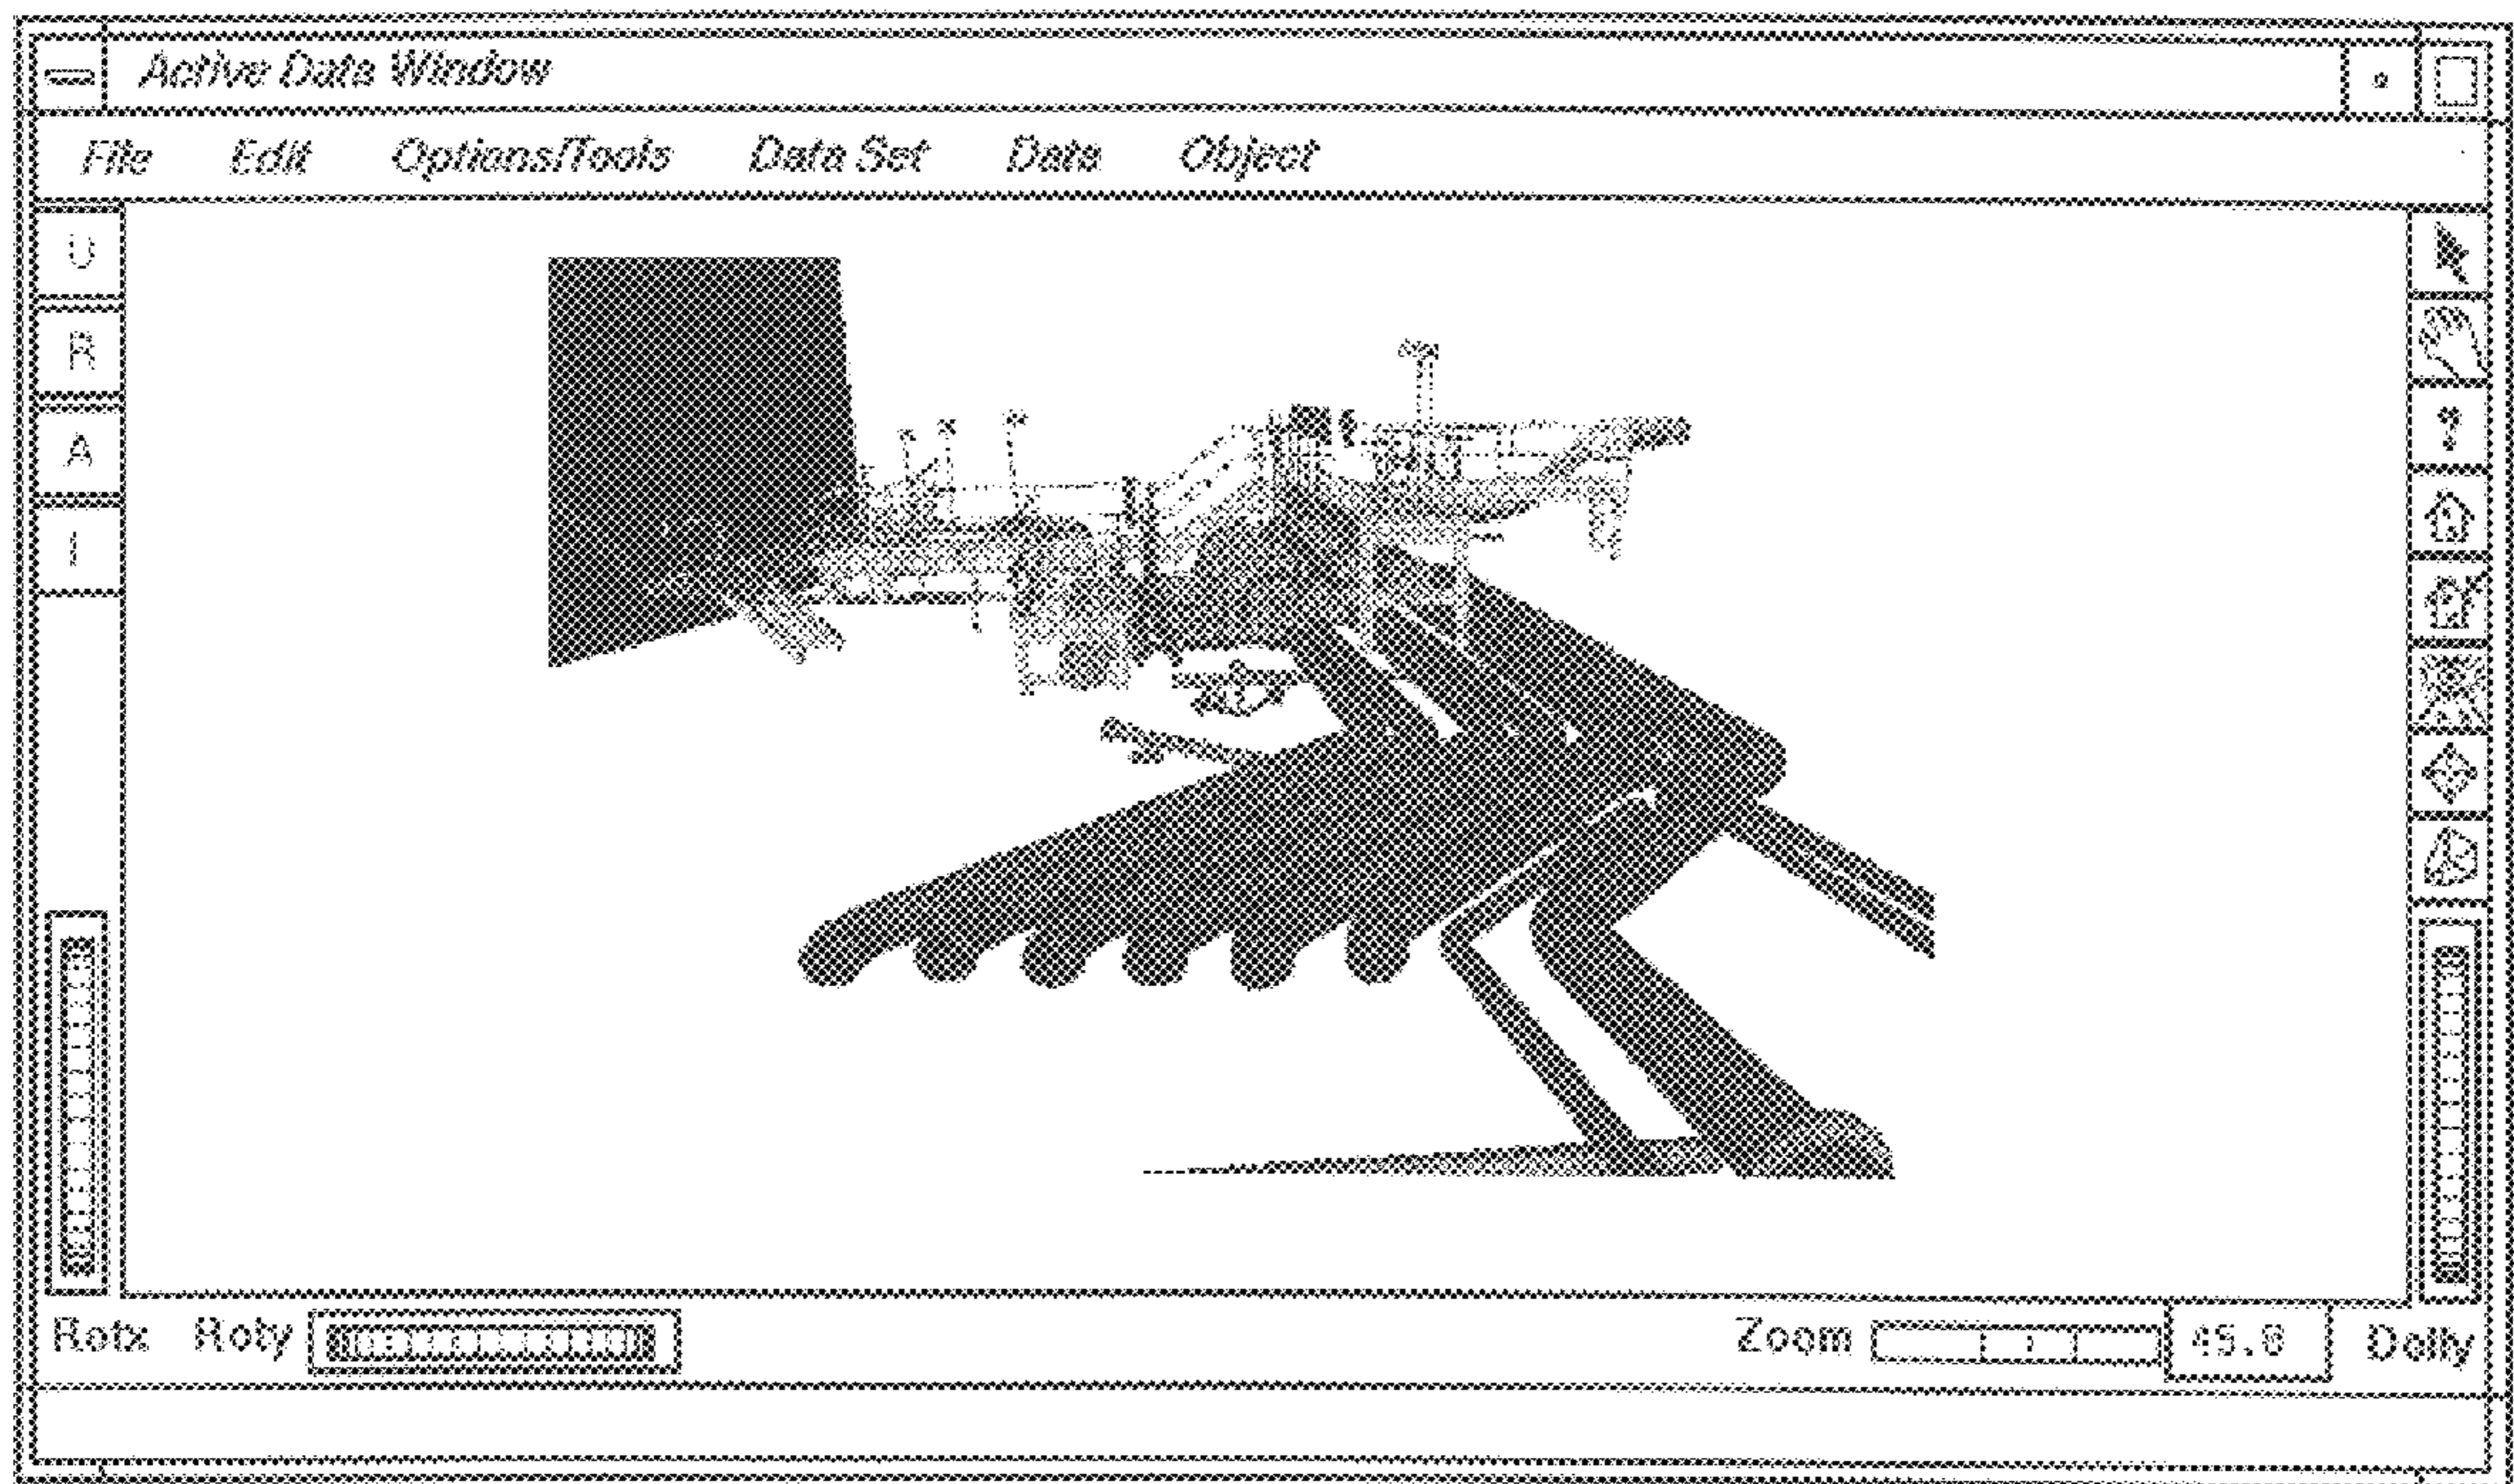 Active Data Window
File Edit Options/Tools Data Set Data Object
U
R
A
I
?
Rotx Roty Zoom 45.0 Dolly